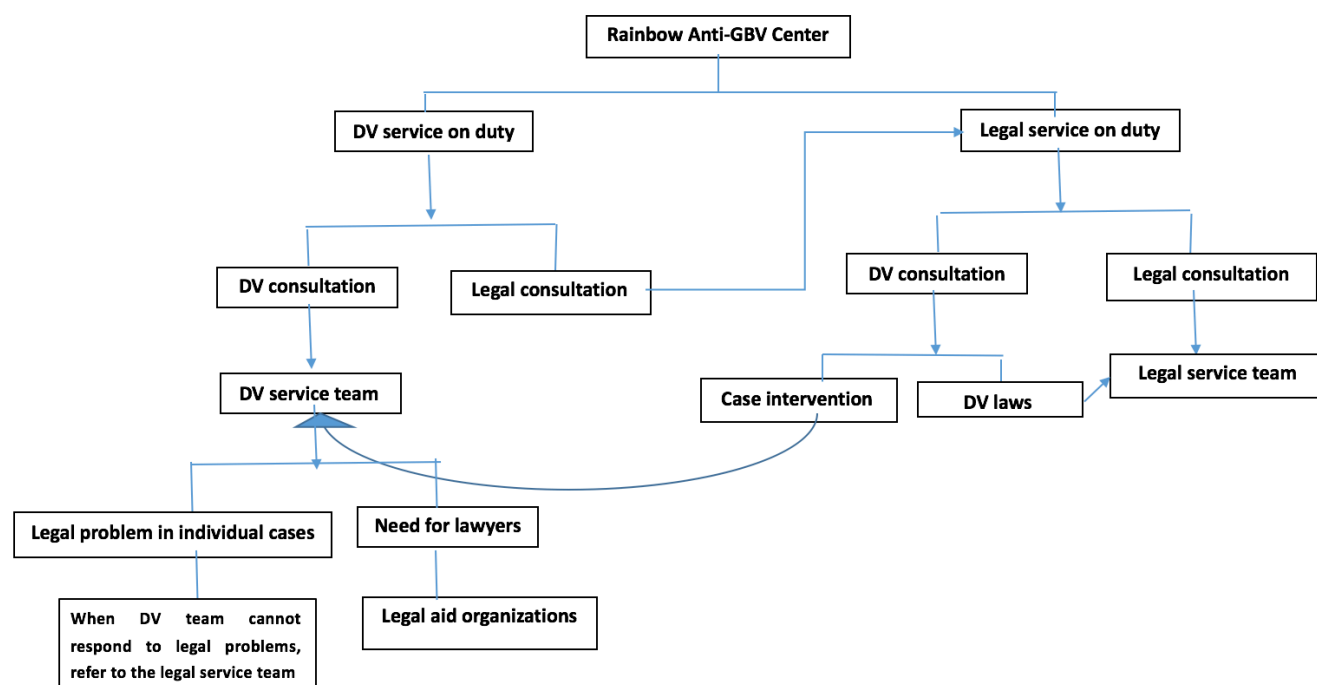 Rainbow Anti-GBV Center
DV service on duty
Legal service on duty
DV consultation
Legal consultation
DV consultation
Legal consultation
DV service team
Case intervention
DV laws
Legal service team
Legal problem in individual cases
Need for lawyers
When DV team cannot
respond to legal problems,
refer to the legal service team
Legal aid organizations